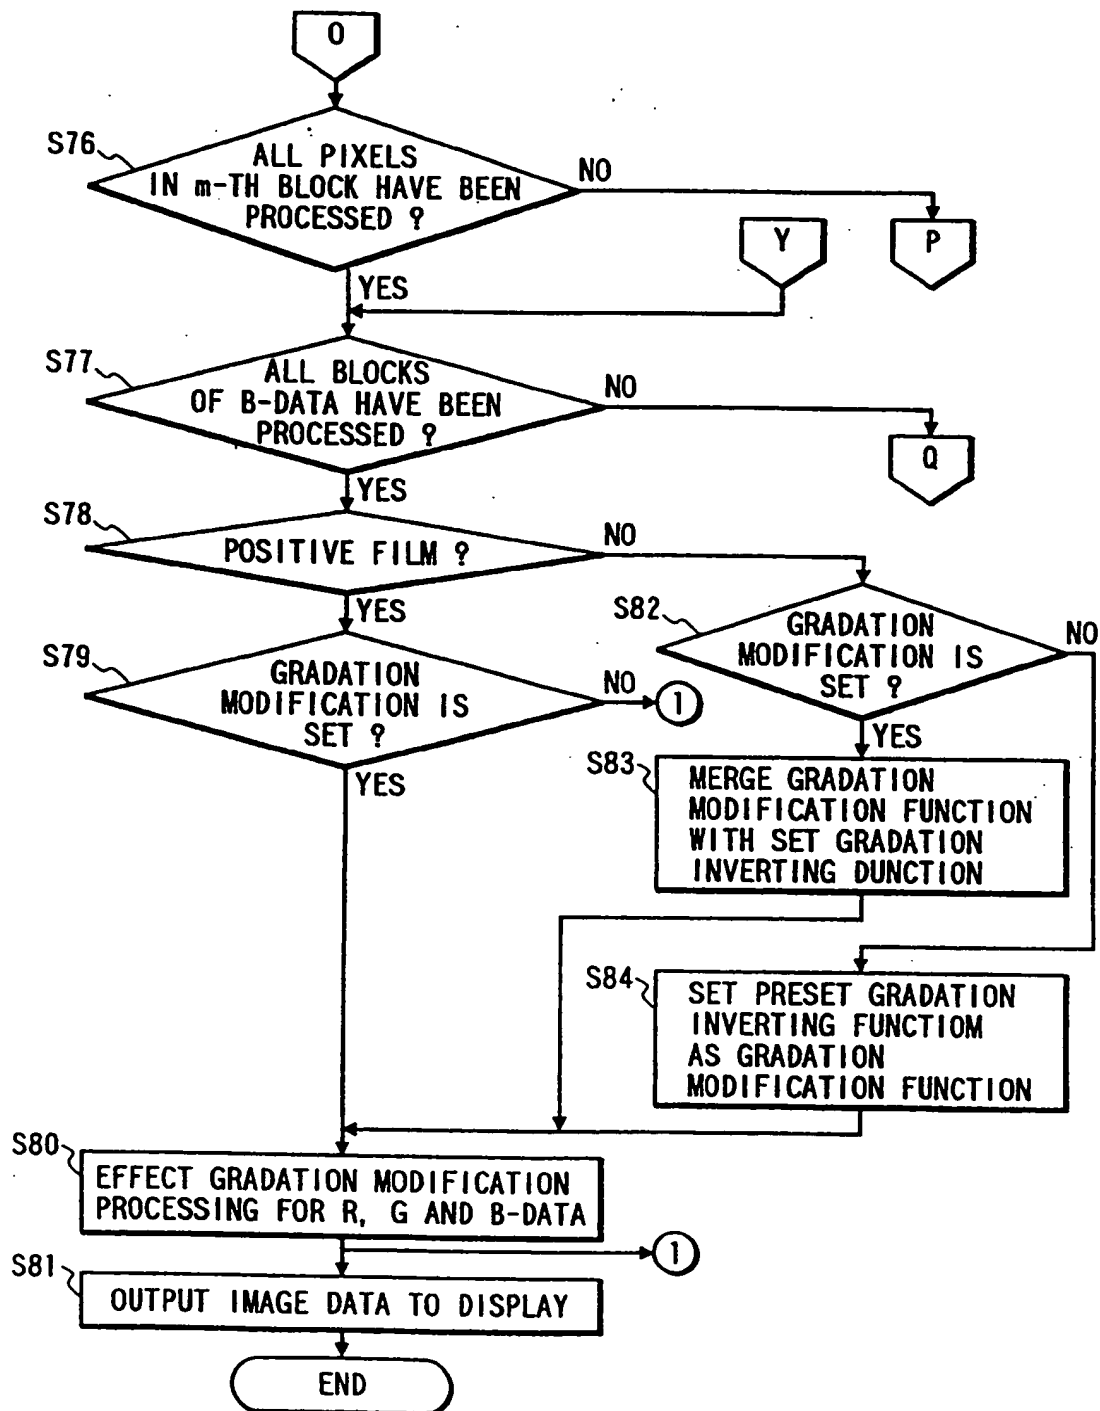 O
S76
ALL PIXELS
IN m-TH BLOCK HAVE BEEN
PROCESSED ?
NO
YES
Y
P
S77
ALL BLOCKS
OF B-DATA HAVE BEEN
PROCESSED ?
NO
YES
Q
S78
POSITIVE FILM ?
NO
YES
S79
GRADATION
MODIFICATION IS
SET ?
NO
1
YES
S82
GRADATION
MODIFICATION IS
SET ?
NO
YES
S83
MERGE GRADATION
MODIFICATION FUNCTION
WITH SET GRADATION
INVERTING DUNCTION
S84
SET PRESET GRADATION
INVERTING FUNCTIOM
AS GRADATION
MODIFICATION FUNCTION
S80
EFFECT GRADATION MODIFICATION
PROCESSING FOR R, G AND B-DATA
1
S81
OUTPUT IMAGE DATA TO DISPLAY
END